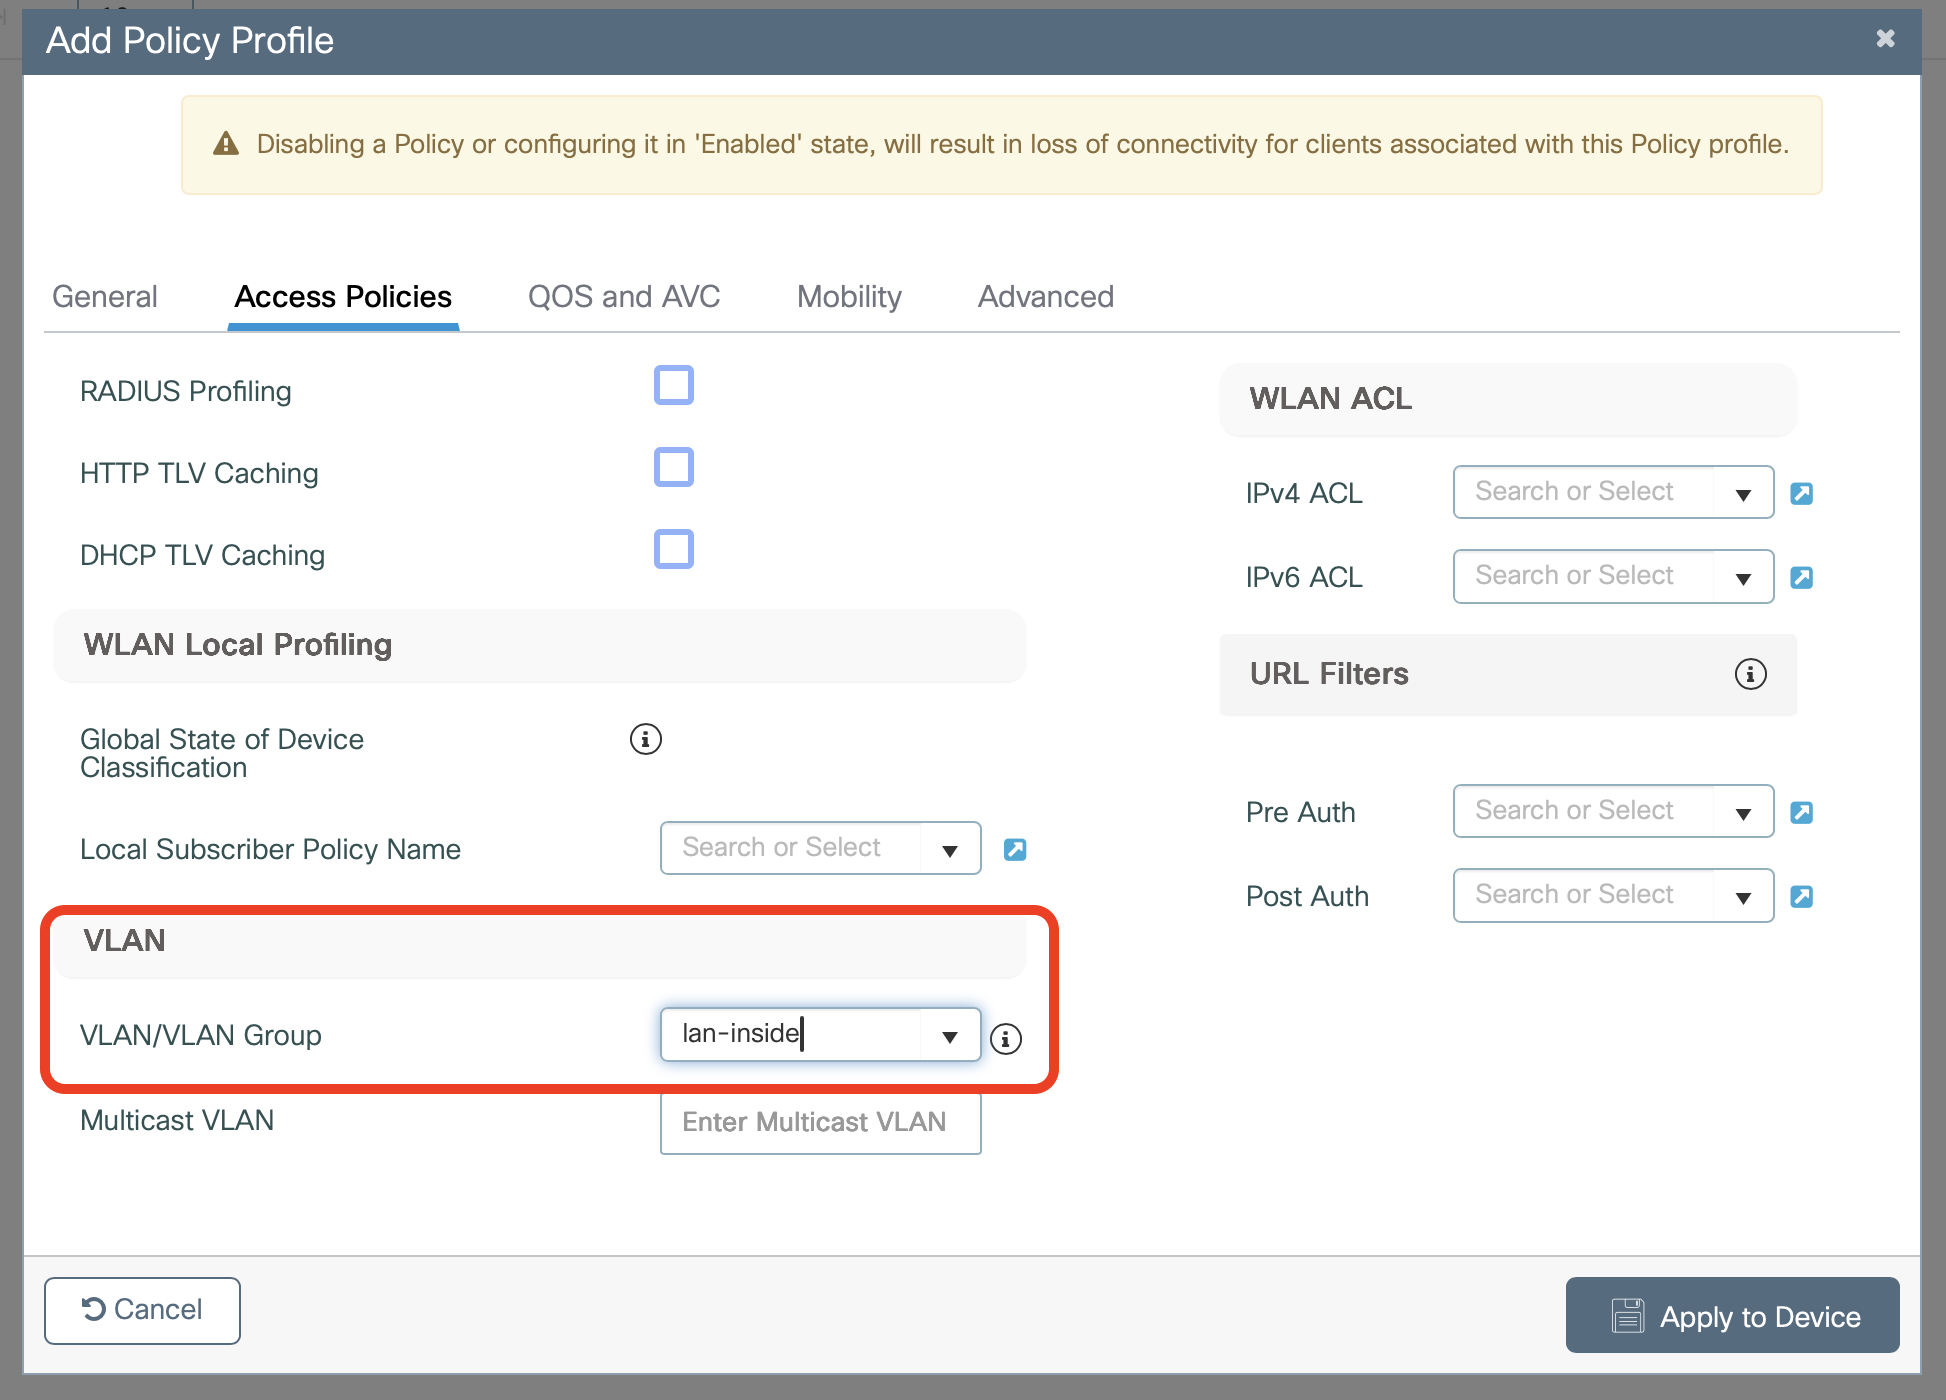 Add Policy Profile
Disabling a Policy or configuring it in 'Enabled' state, will result in loss of connectivity for clients associated with this Policy profile.
General
Access Policies
QOS and AVC
Mobility
Advanced
RADIUS Profiling
HTTP TLV Caching
DHCP TLV Caching
WLAN Local Profiling
Global State of Device
Classification
Local Subscriber Policy Name
Search or Select
VLAN
VLAN/VLAN Group
lan-inside
Multicast VLAN
Enter Multicast VLAN
WLAN ACL
IPv4 ACL
Search or Select
IPv6 ACL
Search or Select
URL Filters
Pre Auth
Search or Select
Post Auth
Search or Select
Cancel
Apply to Device